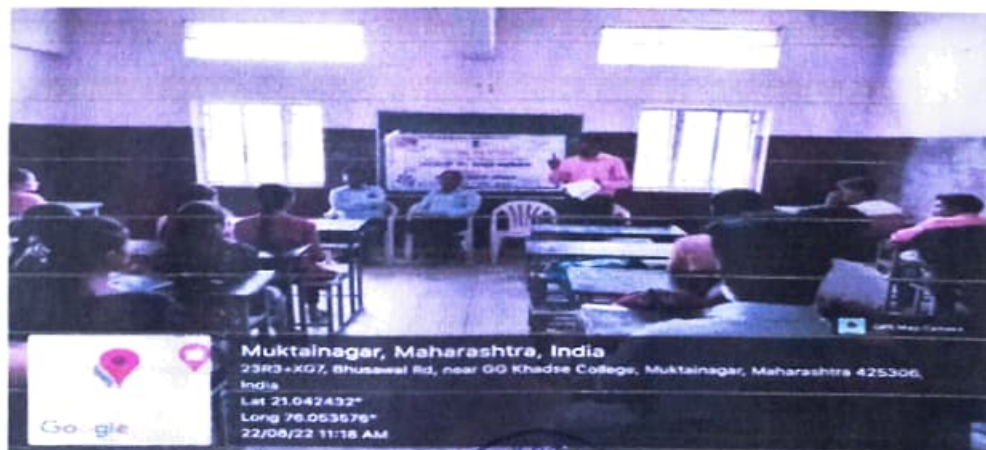 GPS Map Camera
Muktainagar, Maharashtra, India
23R3+XG7, Bhusawal Rd, near GG Khadse College, Muktainagar, Maharashtra 425306,
India
Lat 21.042432°
Long 76.053576°
22/08/22 11:18 AM
Google